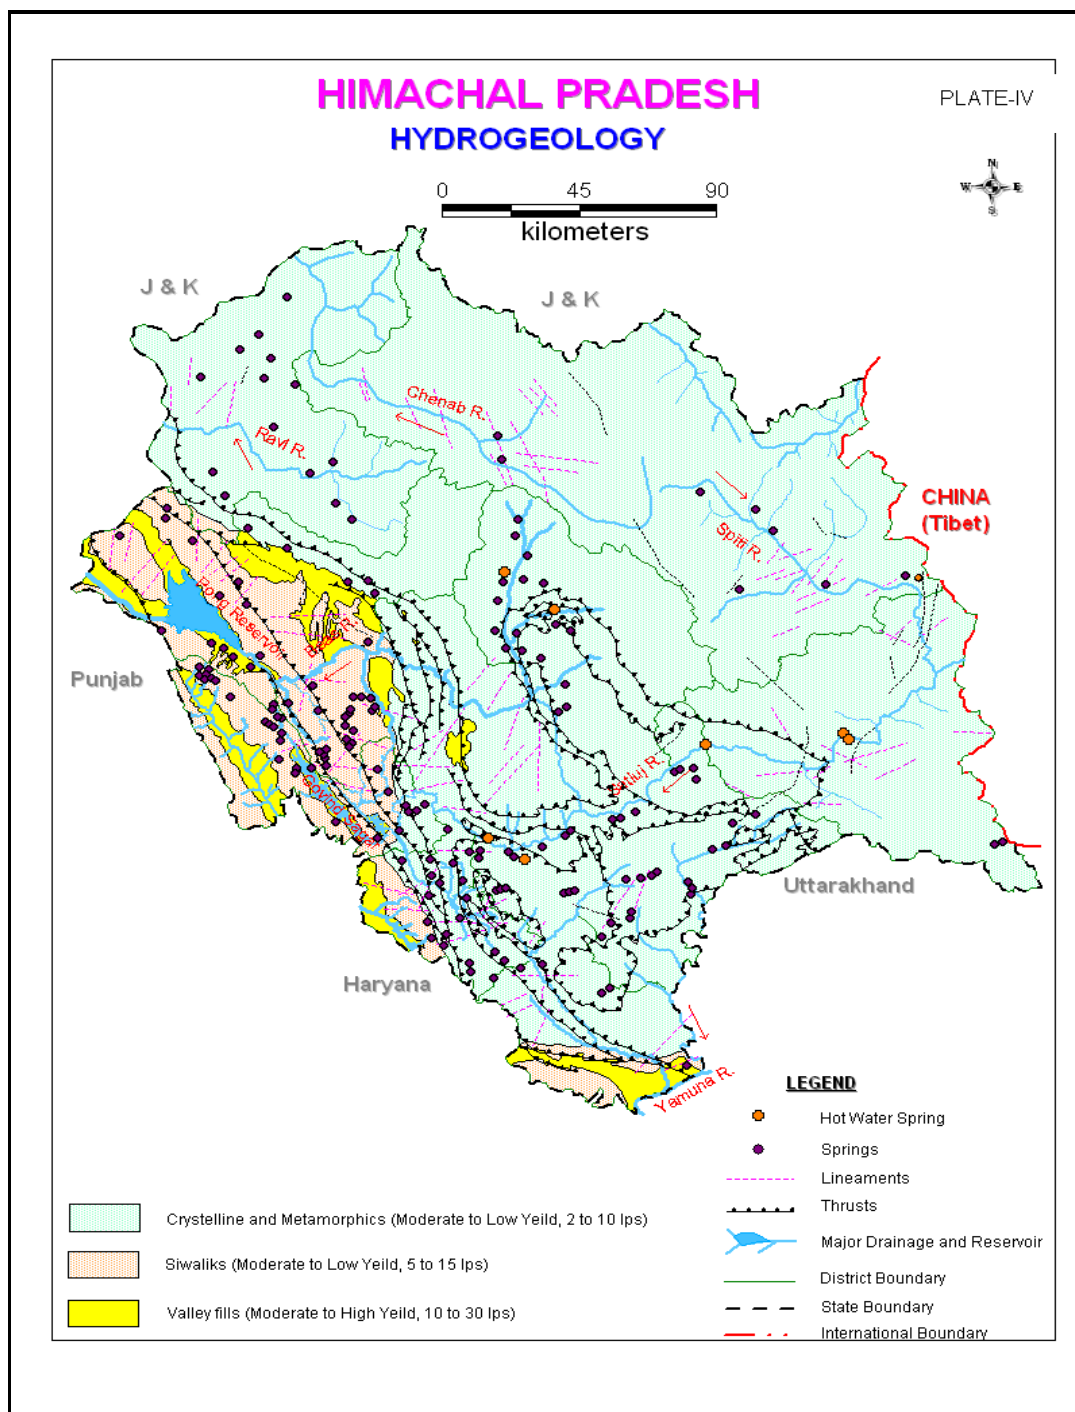 HIMACHAL PRADESH
PLATE-IV
HYDROGEOLOGY
N
W E
S
0 45 90
kilometers
J & K
J & K
Chenab R.
Ravi R.
CHINA
(Tibet)
Spiti R.
Pong Reservoir
Punjab
Satluj R.
Uttarakhand
Haryana
Yamuna R.
LEGEND
Hot Water Spring
Springs
Lineaments
Thrusts
Major Drainage and Reservoir
District Boundary
State Boundary
International Boundary
Crystelline and Metamorphics (Moderate to Low Yeild, 2 to 10 lps)
Siwaliks (Moderate to Low Yeild, 5 to 15 lps)
Valley fills (Moderate to High Yeild, 10 to 30 lps)